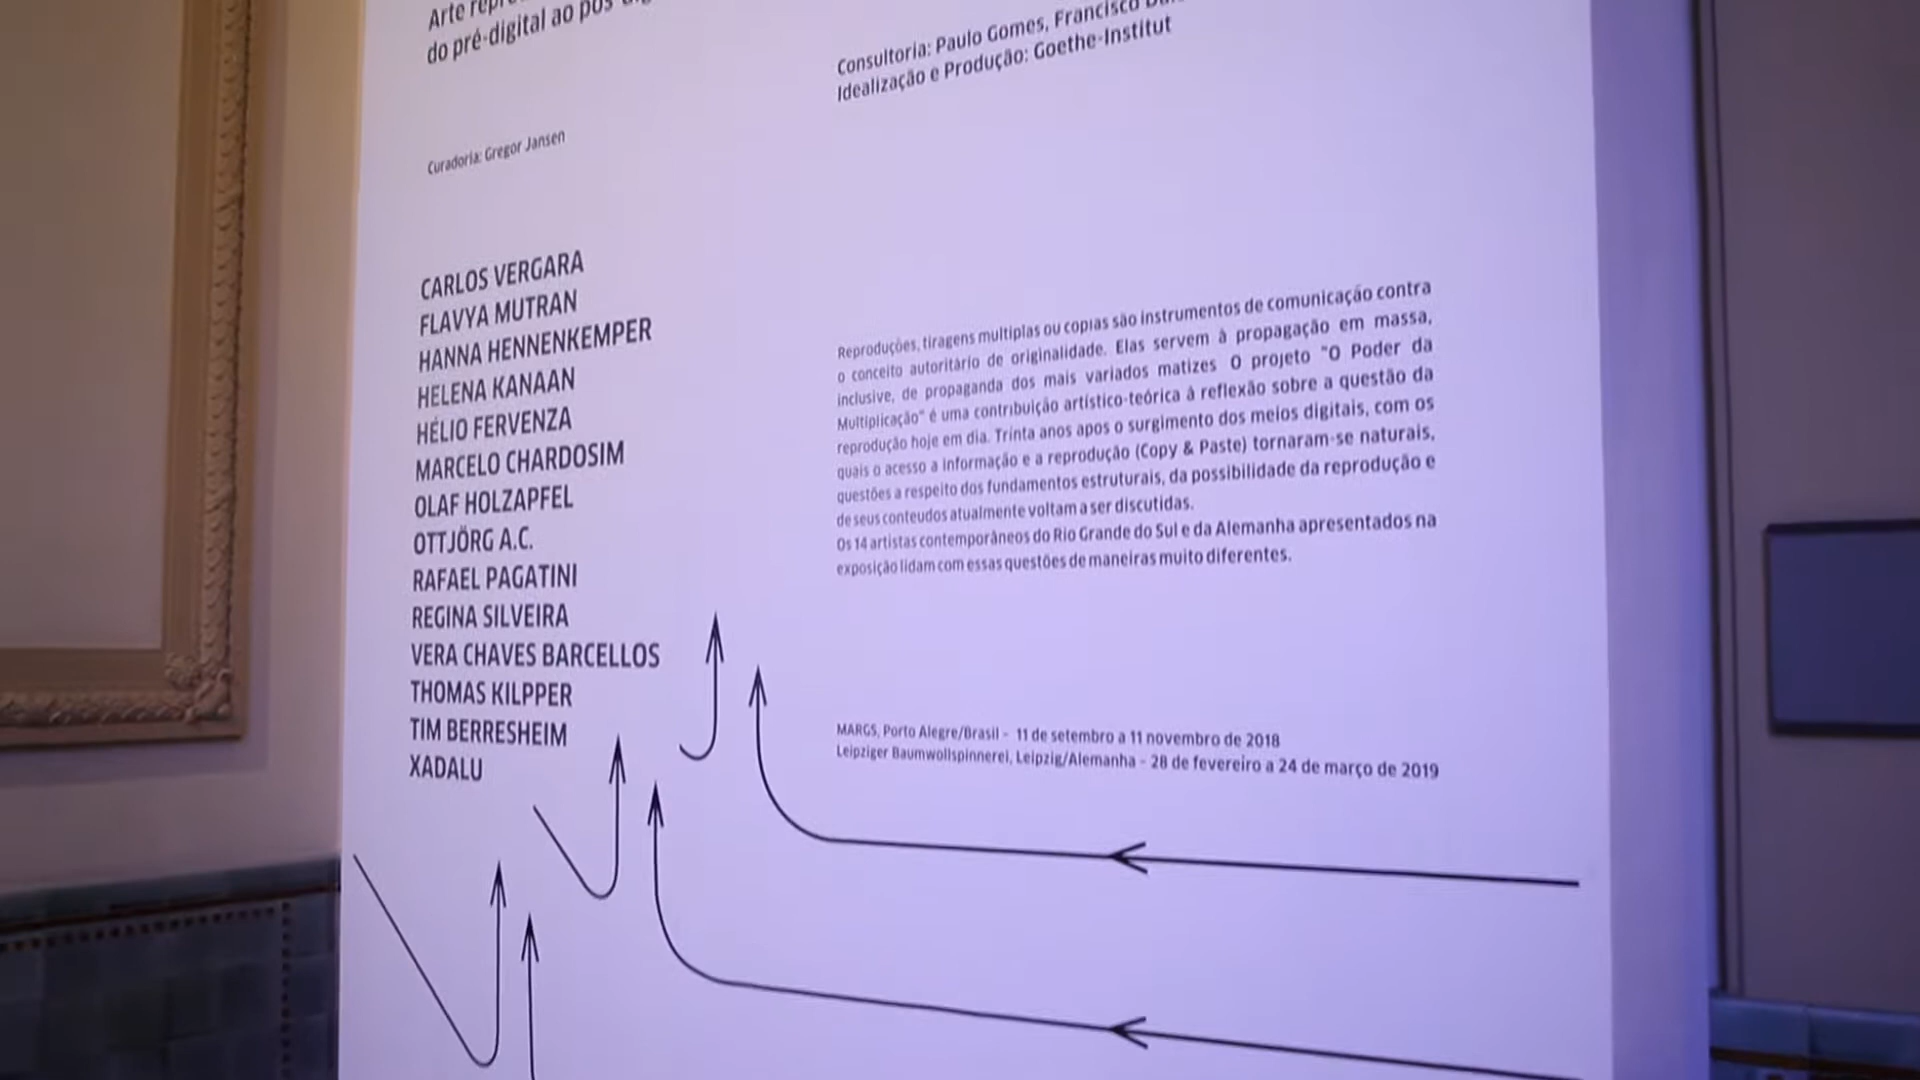 Arte
do pré-digital ao
Curadoria: Gregor Jansen
CARLOS VERGARA
FLAVYA MUTRAN
HANNA HENNENKEMPER
HELENA KANAAN
HÉLIO FERVENZA
MARCELO CHARDOSIM
OLAF HOLZAPFEL
OTTJÖRG A.C.
RAFAEL PAGATINI
REGINA SILVEIRA
VERA CHAVES BARCELLOS
THOMAS KILPPER
TIM BERRESHEIM
XADALU
Consultoria: Paulo Gomes, Francisco
Idealização e Produção: Goethe-Institut
Reproduções, tiragens multiplas ou copias são instrumentos de comunicação contra
o conceito autoritário de originalidade. Elas servem à propagação em massa,
inclusive, de propaganda dos mais variados matizes O projeto "O Poder da
Multiplicação" é uma contribuição artístico-teórica à reflexão sobre a questão da
reprodução hoje em dia. Trinta anos apos o surgimento dos meios digitais, com os
quais o acesso a informação e a reprodução (Copy & Paste) tornaram-se naturais,
questões a respeito dos fundamentos estruturais, da possibilidade da reprodução e
de seus conteudos atualmente voltam a ser discutidas.
Os 14 artistas contemporâneos do Rio Grande do Sul e da Alemanha apresentados na
exposição lidam com essas questões de maneiras muito diferentes.
MARGS, Porto Alegre/Brasil - 11 de setembro a 11 novembro de 2018
Leipziger Baumwollspinnerei, Leipzig/Alemanha - 28 de fevereiro a 24 de março de 2019